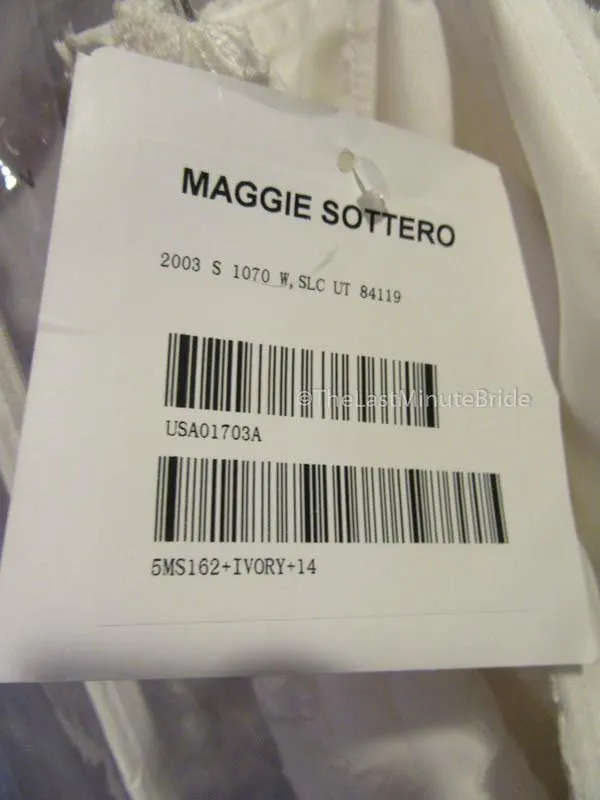 MAGGIE SOTTERO
2003 S 1070 W, SLC UT 84119
©TheLastMinuteBride
USA01703A
5MS162+IVORY+14